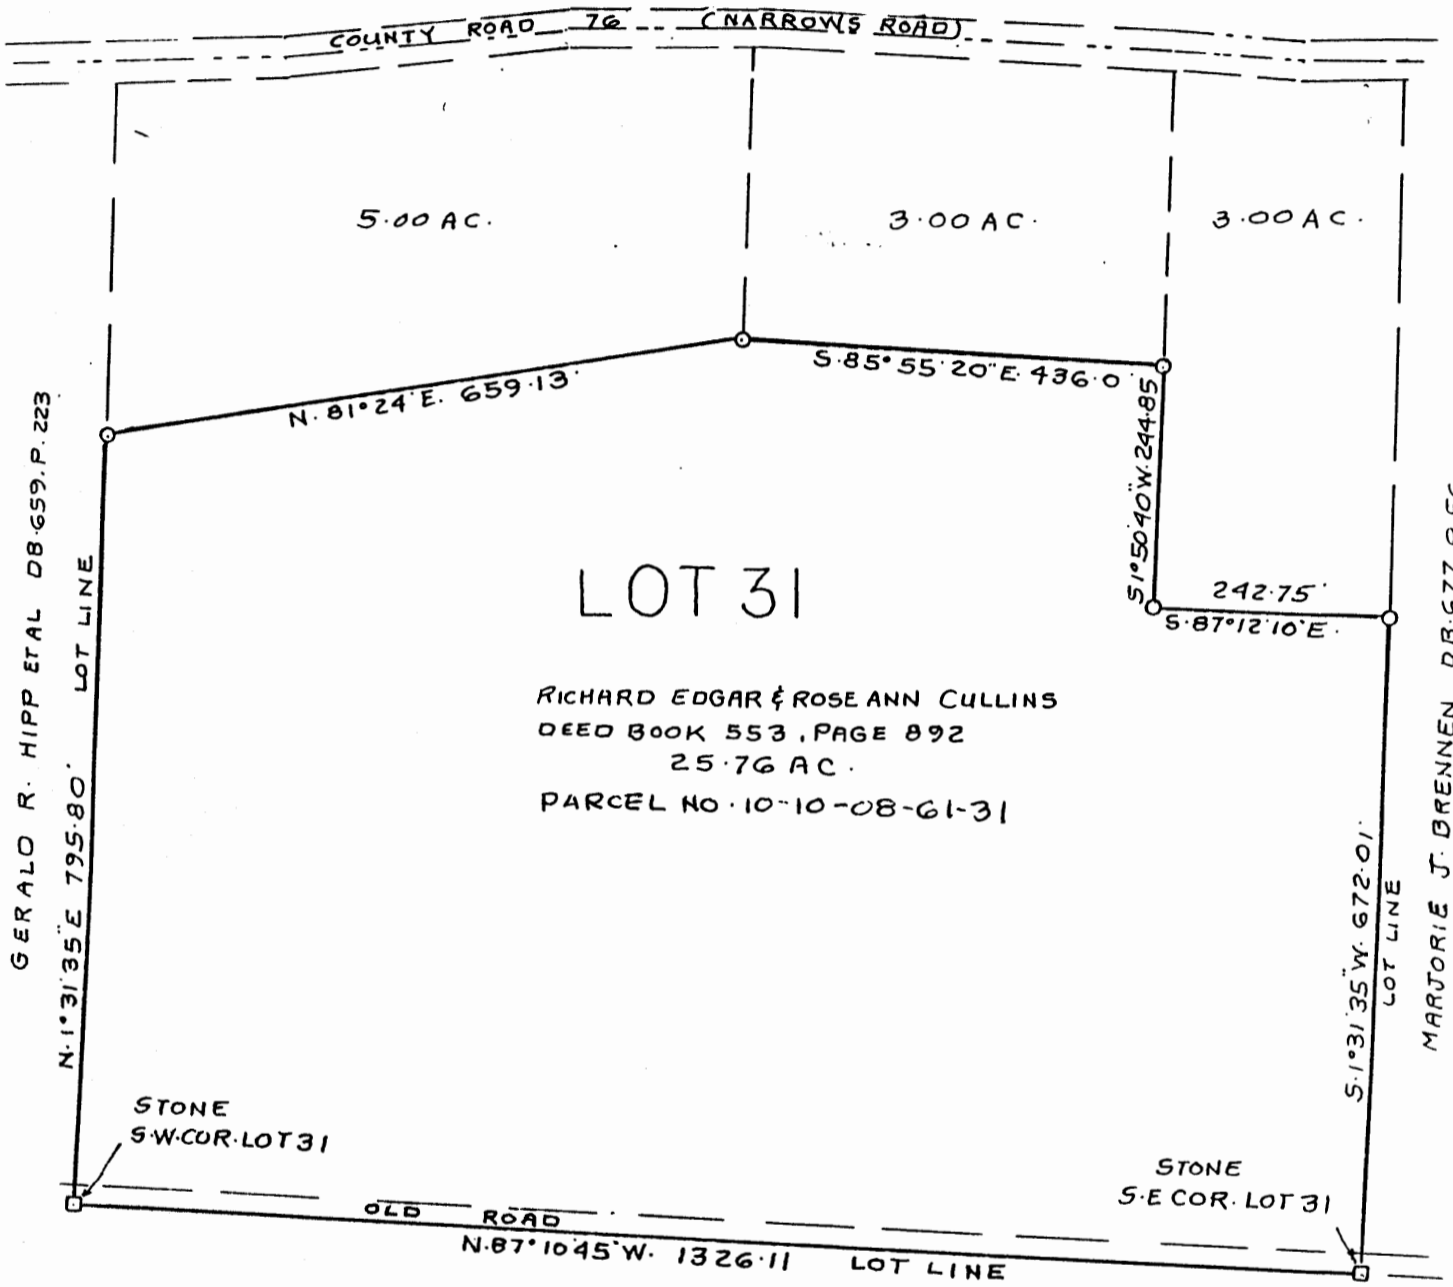 COUNTY ROAD 76 (NARROWS ROAD)
5.00 AC.
3.00 AC.
3.00 AC.
N. 81° 24' E. 659.13'
S. 85° 55' 20" E. 436.0'
S 1° 50' 40" W. 244.85
242.75'
S. 87° 12' 10" E.
GERALD R. HIPP ET AL DB. 659. P. 223
LOT LINE
N. 1° 31' 35" E 795.80'
LOT 31
RICHARD EDGAR & ROSE ANN CULLINS
DEED BOOK 553, PAGE 892
25.76 AC.
PARCEL NO. 10-10-08-61-31
S. 1° 31' 35" W. 672.01'
LOT LINE
MARJORIE J. BRENNEN DB. 677
STONE
S.W. COR. LOT 31
STONE
S.E COR. LOT 31
OLD ROAD
N. 87° 10' 45" W. 1326.11 LOT LINE